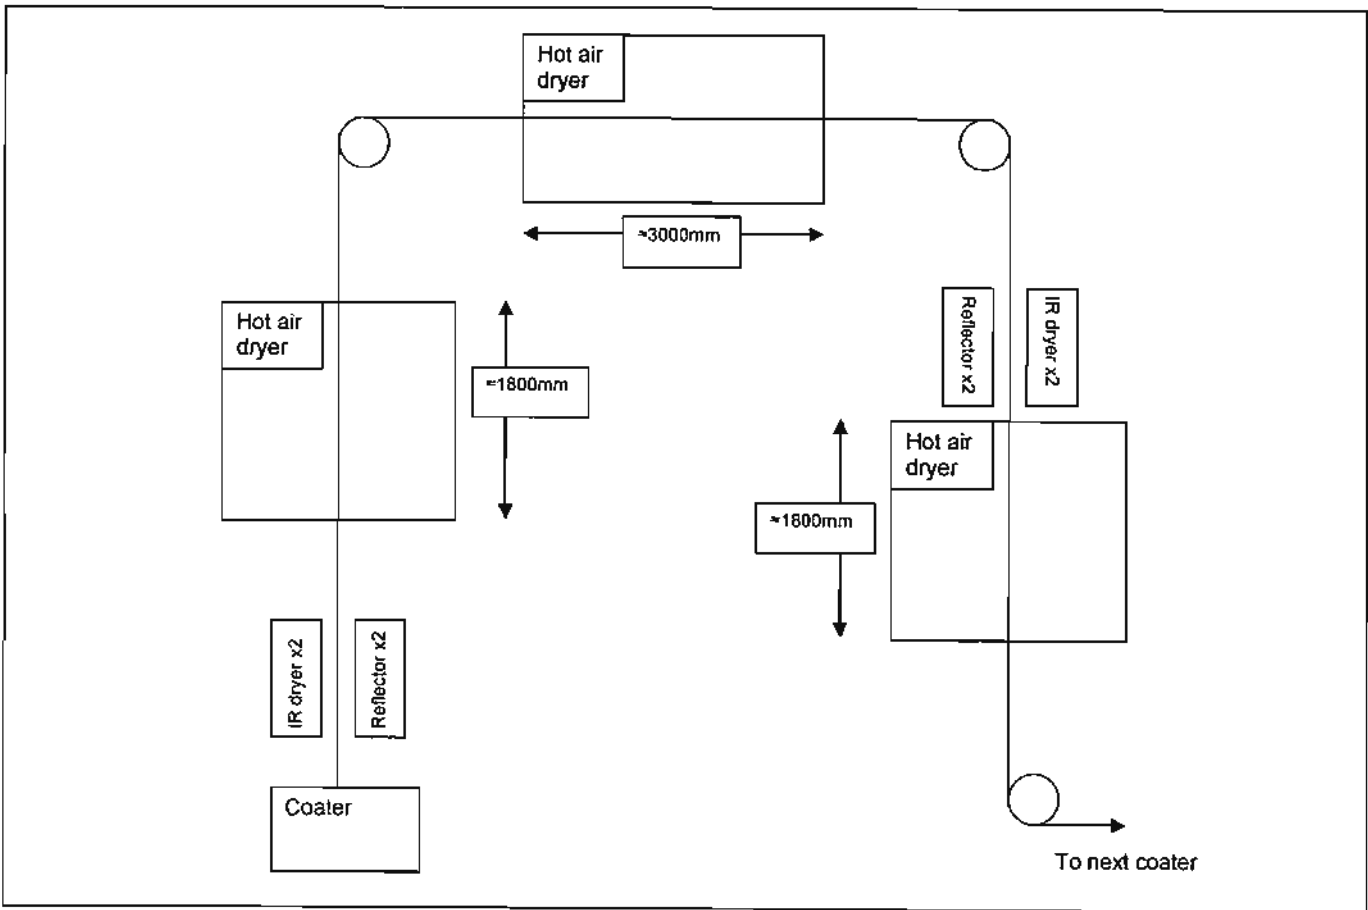 Hot air
dryer
≈3000mm
Hot air
dryer
≈1800mm
Reflector x2
IR dryer x2
Hot air
dryer
≈1800mm
IR dryer x2
Reflector x2
Coater
To next coater